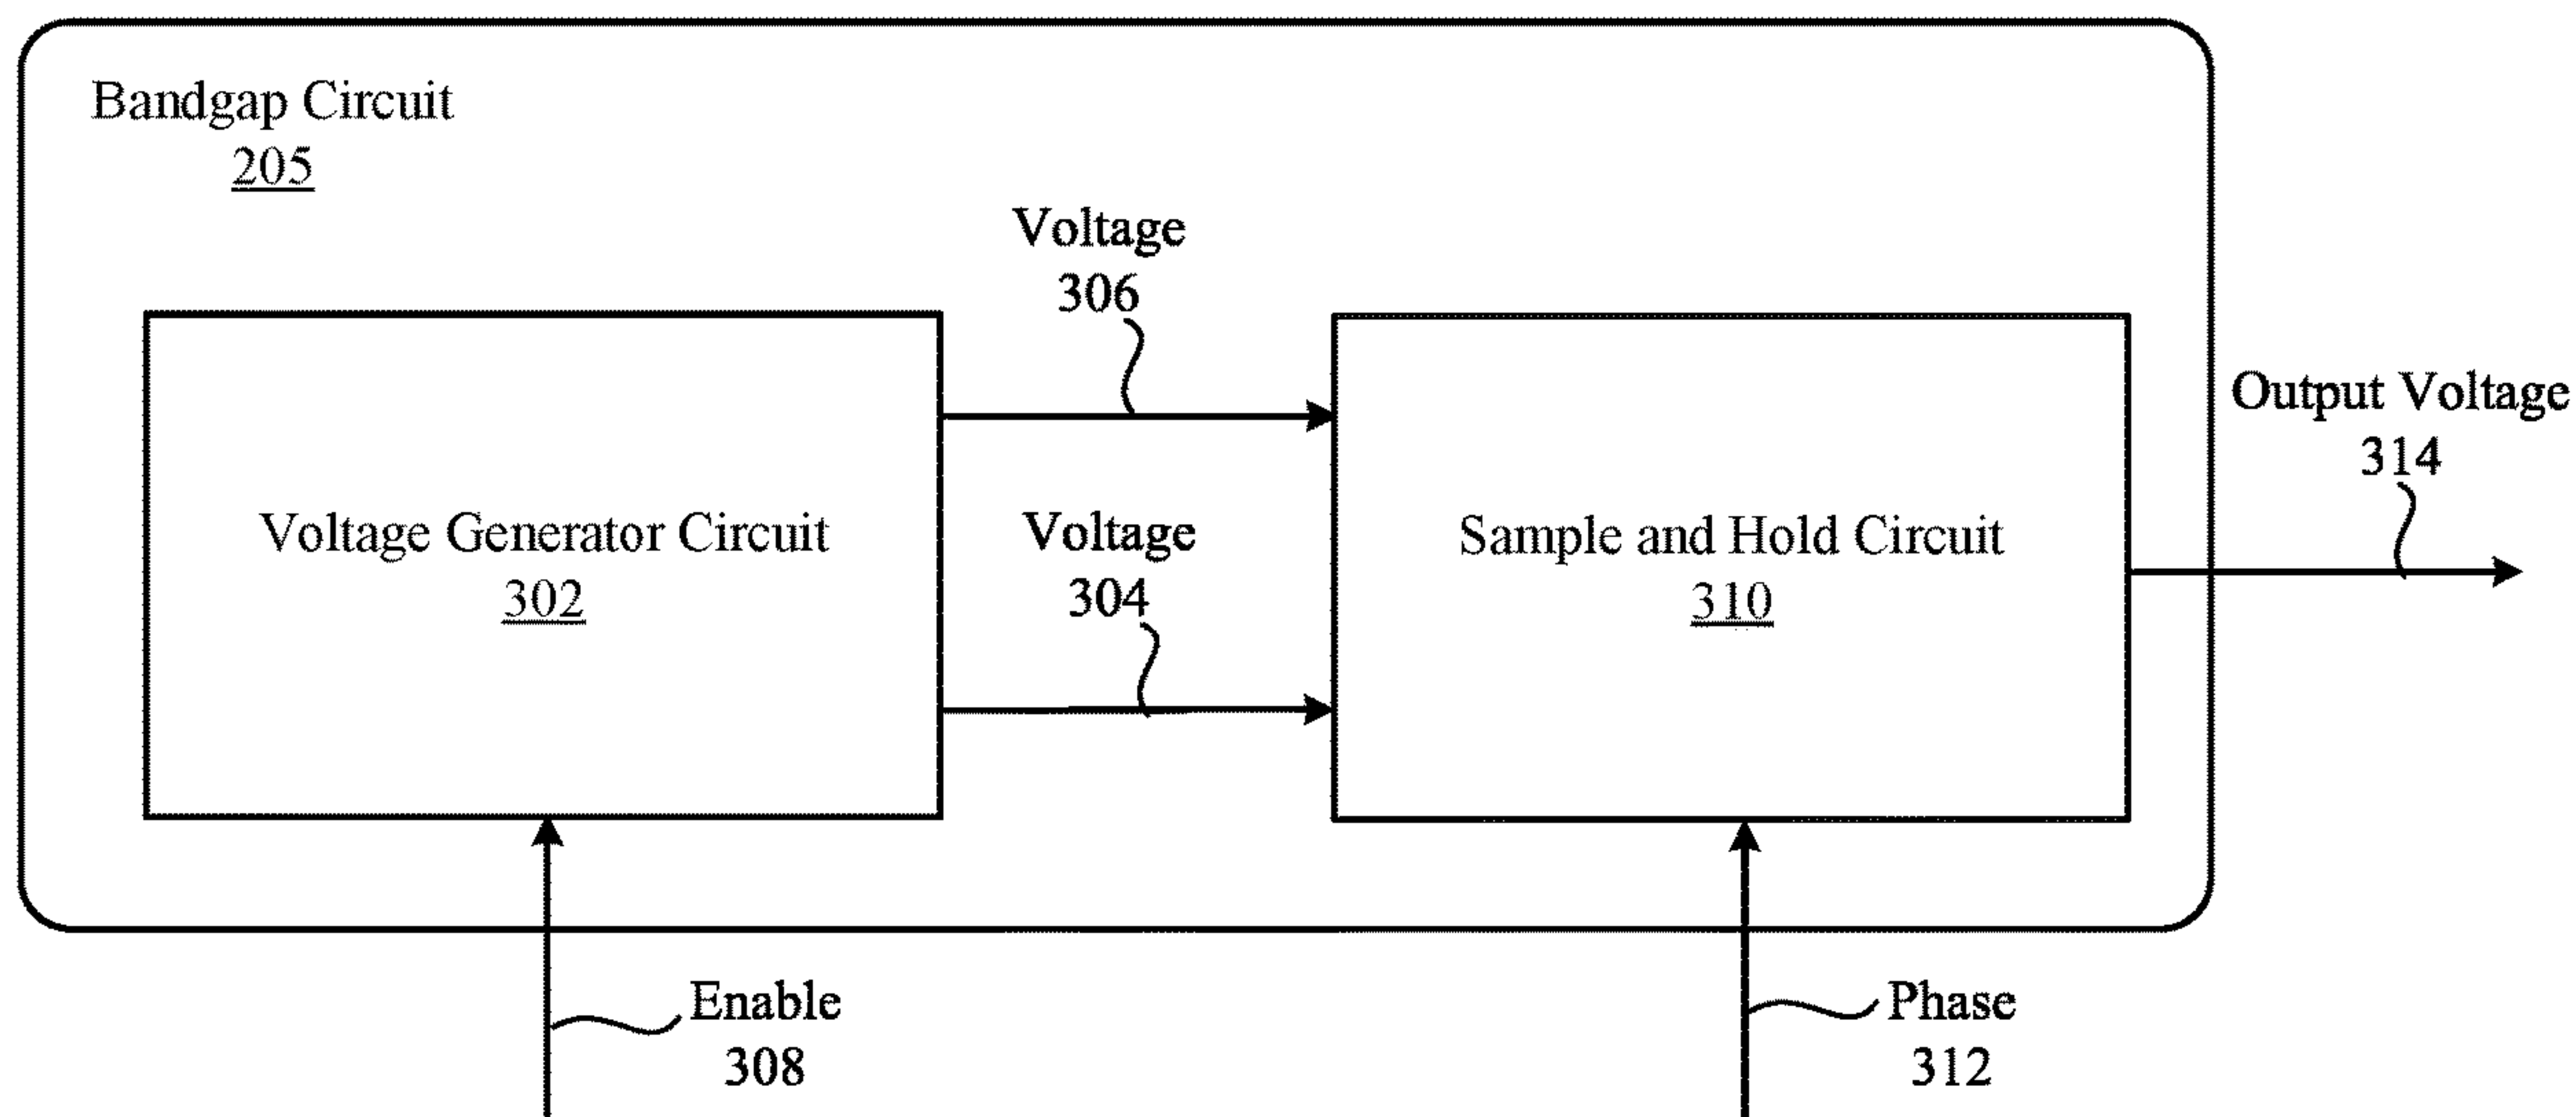 Bandgap Circuit
205
Voltage
306
Output Voltage
314
Voltage Generator Circuit
302
Voltage
304
Sample and Hold Circuit
310
Enable
308
Phase
312